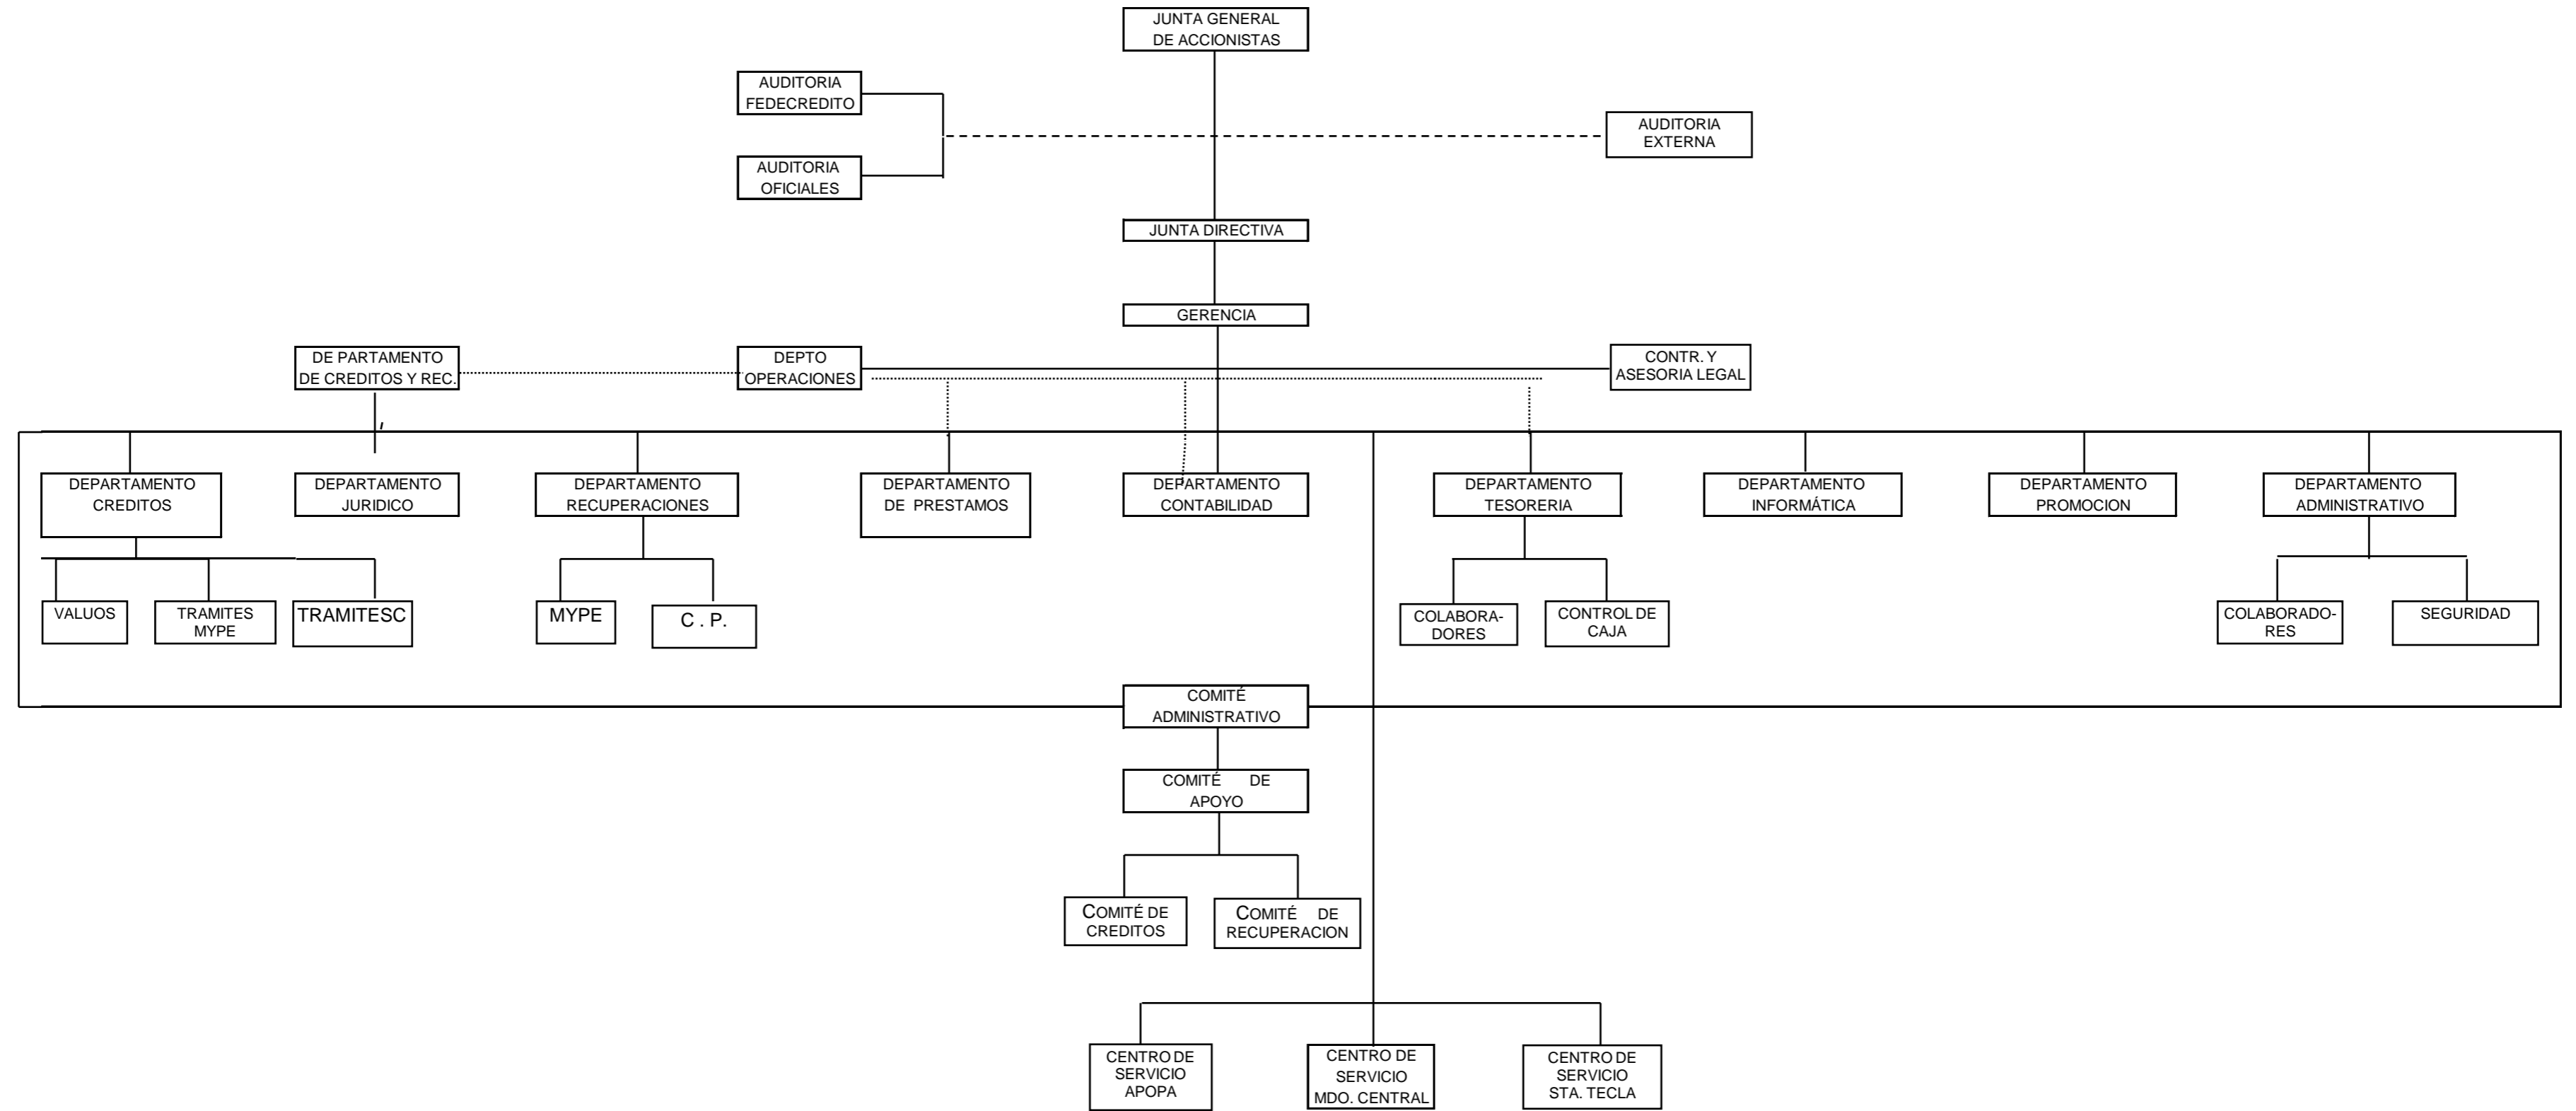 JUNTA GENERAL
DE ACCIONISTAS
AUDITORIA
FEDECREDITO
AUDITORIA
EXTERNA
AUDITORIA
OFICIALES
JUNTA DIRECTIVA
GERENCIA
DE PARTAMENTO
DE CREDITOS Y REC.
DEPTO
OPERACIONES
CONTR. Y
ASESORIA LEGAL
DEPARTAMENTO
CREDITOS
DEPARTAMENTO
JURIDICO
DEPARTAMENTO
RECUPERACIONES
DEPARTAMENTO
DE PRESTAMOS
DEPARTAMENTO
CONTABILIDAD
DEPARTAMENTO
TESORERIA
DEPARTAMENTO
INFORMÁTICA
DEPARTAMENTO
PROMOCION
DEPARTAMENTO
ADMINISTRATIVO
VALUOS
TRAMITES
MYPE
TRAMITESC
MYPE
C . P.
COLABORA-
DORES
CONTROL DE
CAJA
COLABORADO-
RES
SEGURIDAD
COMITÉ
ADMINISTRATIVO
COMITÉ DE
APOYO
COMITÉ DE
CREDITOS
COMITÉ DE
RECUPERACION
CENTRO DE
SERVICIO
APOPA
CENTRO DE
SERVICIO
MDO. CENTRAL
CENTRO DE
SERVICIO
STA. TECLA